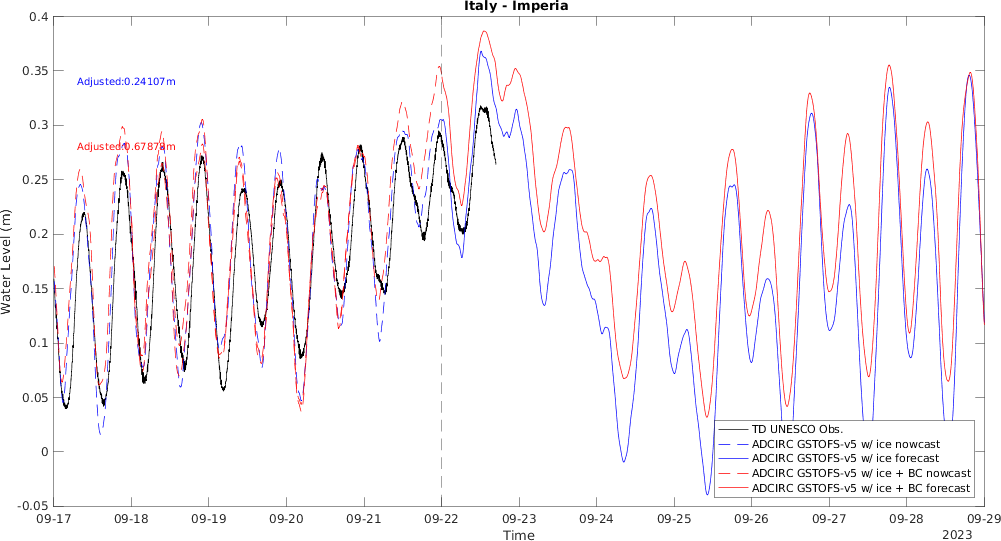 Italy - Imperia
0.4
0.35
0.3
0.25
0.2
0.15
0.1
0.05
0
-0.05
Water Level (m)
Adjusted:0.24107m
Adjusted:0.67878m
TD UNESCO Obs.
ADCIRC GSTOFS-v5 w/ ice nowcast
ADCIRC GSTOFS-v5 w/ ice forecast
ADCIRC GSTOFS-v5 w/ ice + BC nowcast
ADCIRC GSTOFS-v5 w/ ice + BC forecast
09-17 09-18 09-19 09-20 09-21 09-22 09-23 09-24 09-25 09-26 09-27 09-28 09-29
Time
2023